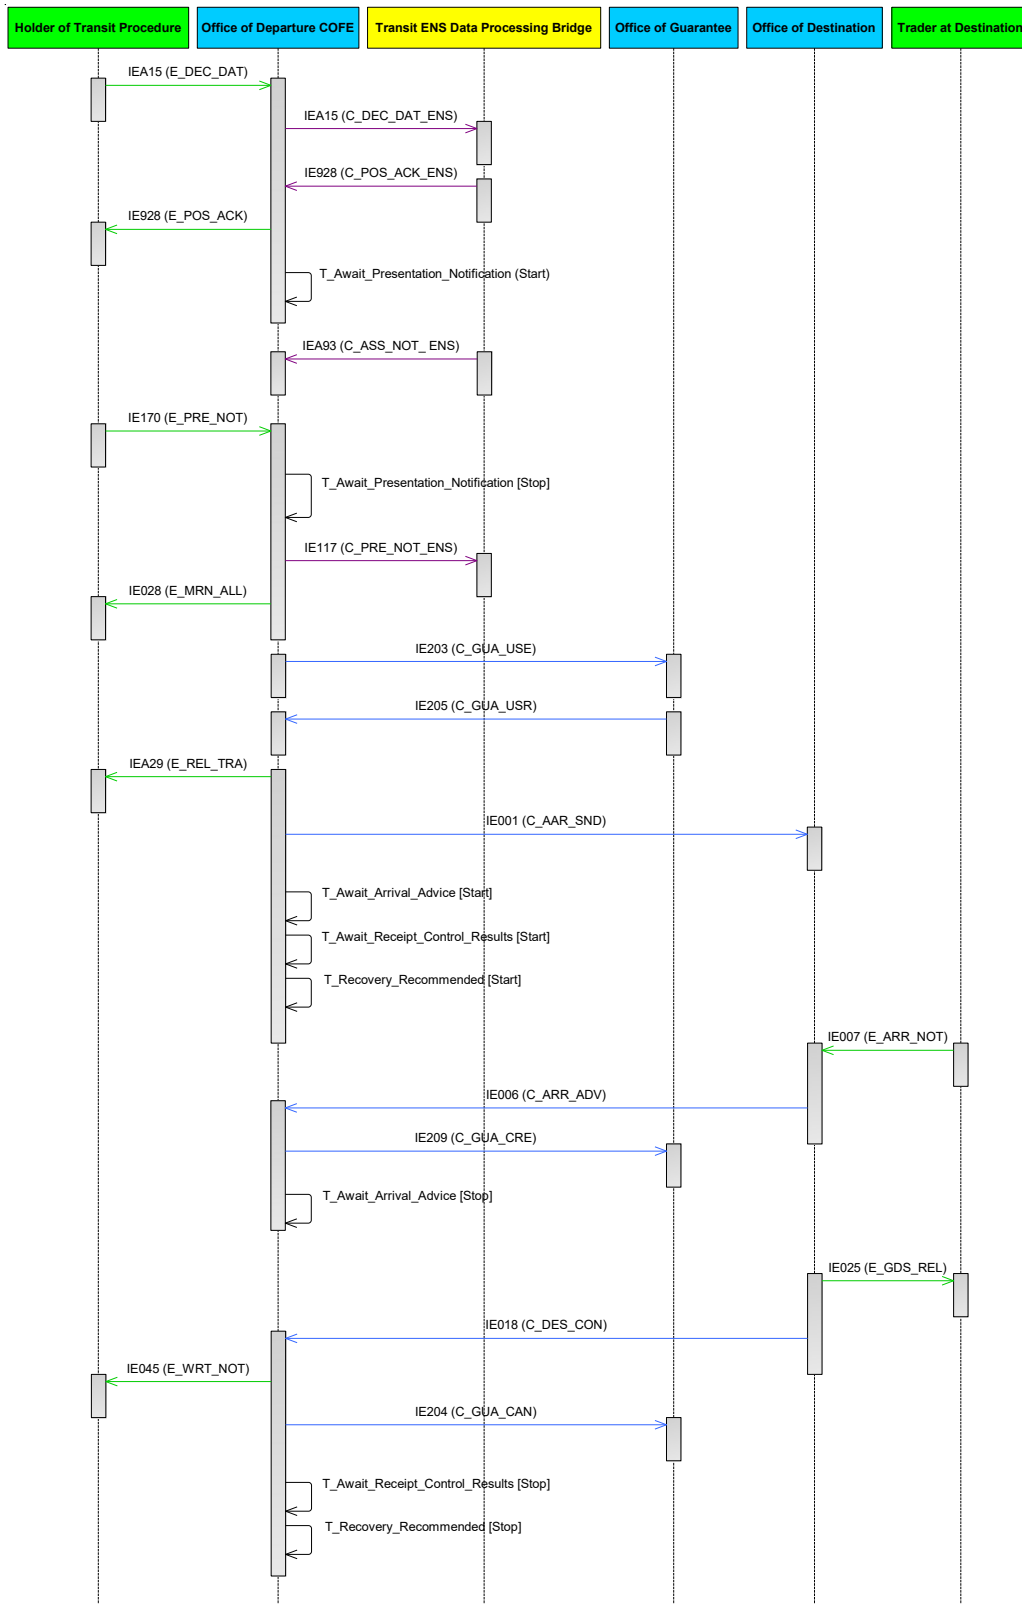 Holder of Transit Procedure
Office of Departure COFE
Transit ENS Data Processing Bridge
Office of Guarantee
Office of Destination
Trader at Destination
IEA15 (E_DEC_DAT)
IEA15 (C_DEC_DAT_ENS)
IE928 (C_POS_ACK_ENS)
IE928 (E_POS_ACK)
T_Await_Presentation_Notification (Start)
IEA93 (C_ASS_NOT_ ENS)
IE170 (E_PRE_NOT)
T_Await_Presentation_Notification [Stop]
IE117 (C_PRE_NOT_ENS)
IE028 (E_MRN_ALL)
IE203 (C_GUA_USE)
IE205 (C_GUA_USR)
IEA29 (E_REL_TRA)
IE001 (C_AAR_SND)
T_Await_Arrival_Advice [Start]
T_Await_Receipt_Control_Results [Start]
T_Recovery_Recommended [Start]
IE007 (E_ARR_NOT)
IE006 (C_ARR_ADV)
IE209 (C_GUA_CRE)
T_Await_Arrival_Advice [Stop]
IE025 (E_GDS_REL)
IE018 (C_DES_CON)
IE045 (E_WRT_NOT)
IE204 (C_GUA_CAN)
T_Await_Receipt_Control_Results [Stop]
T_Recovery_Recommended [Stop]